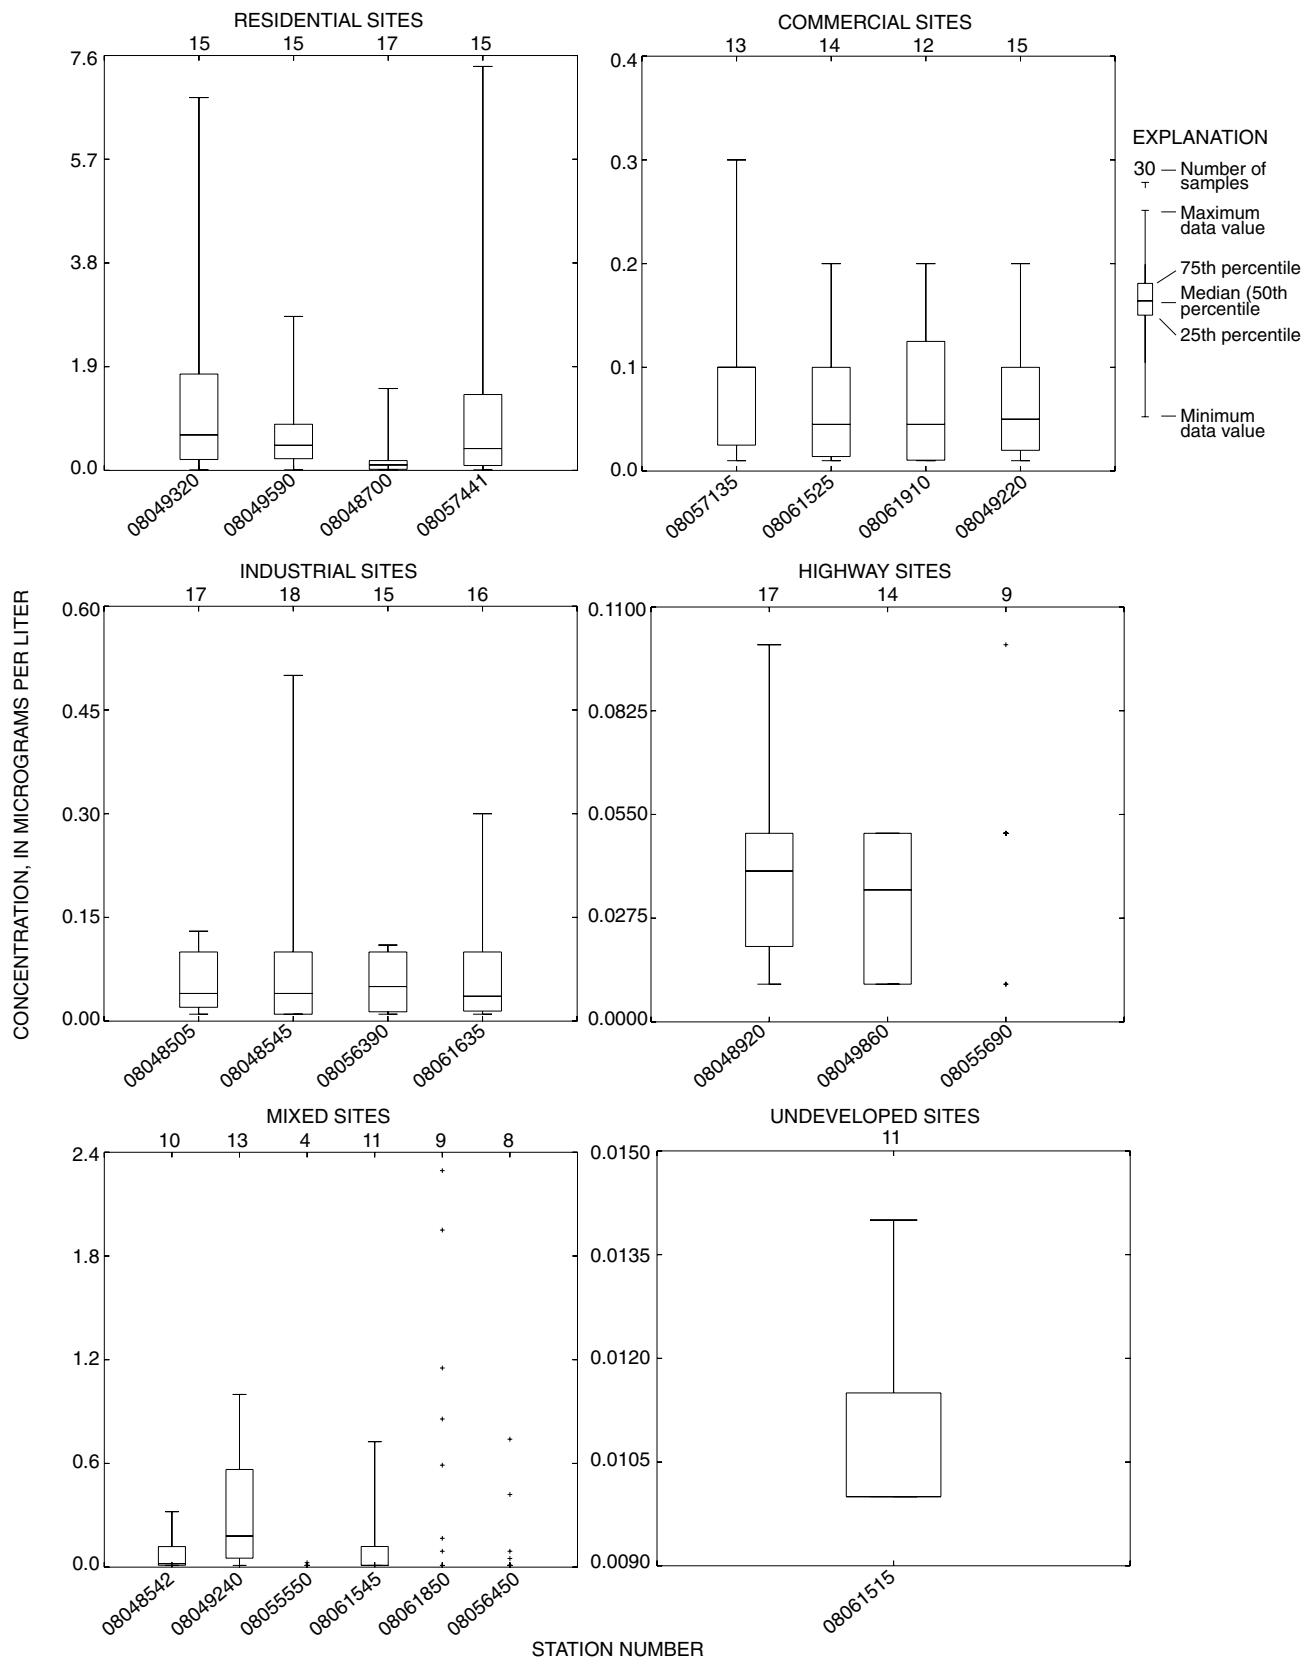 RESIDENTIAL SITES
15 15 17 15
7.6
5.7
3.8
1.9
0.0
08049320 08049590 08048700 08057441
COMMERCIAL SITES
13 14 12 15
0.4
0.3
0.2
0.1
0.0
08057135 08061525 08061910 08049220
EXPLANATION
30 Number of
samples
Maximum
data value
75th percentile
Median (50th
percentile
25th percentile
Minimum
data value
CONCENTRATION, IN MICROGRAMS PER LITER
INDUSTRIAL SITES
17 18 15 16
0.60
0.45
0.30
0.15
0.00
08048505 08048545 08056390 08061635
HIGHWAY SITES
17 14 9
0.1100
0.0825
0.0550
0.0275
0.0000
08048920 08049860 08055690
MIXED SITES
10 13 4 11 9 8
2.4
1.8
1.2
0.6
0.0
08048542 08049240 08055550 08061545 08061850 08056450
UNDEVELOPED SITES
11
0.0150
0.0135
0.0120
0.0105
0.0090
08061515
STATION NUMBER